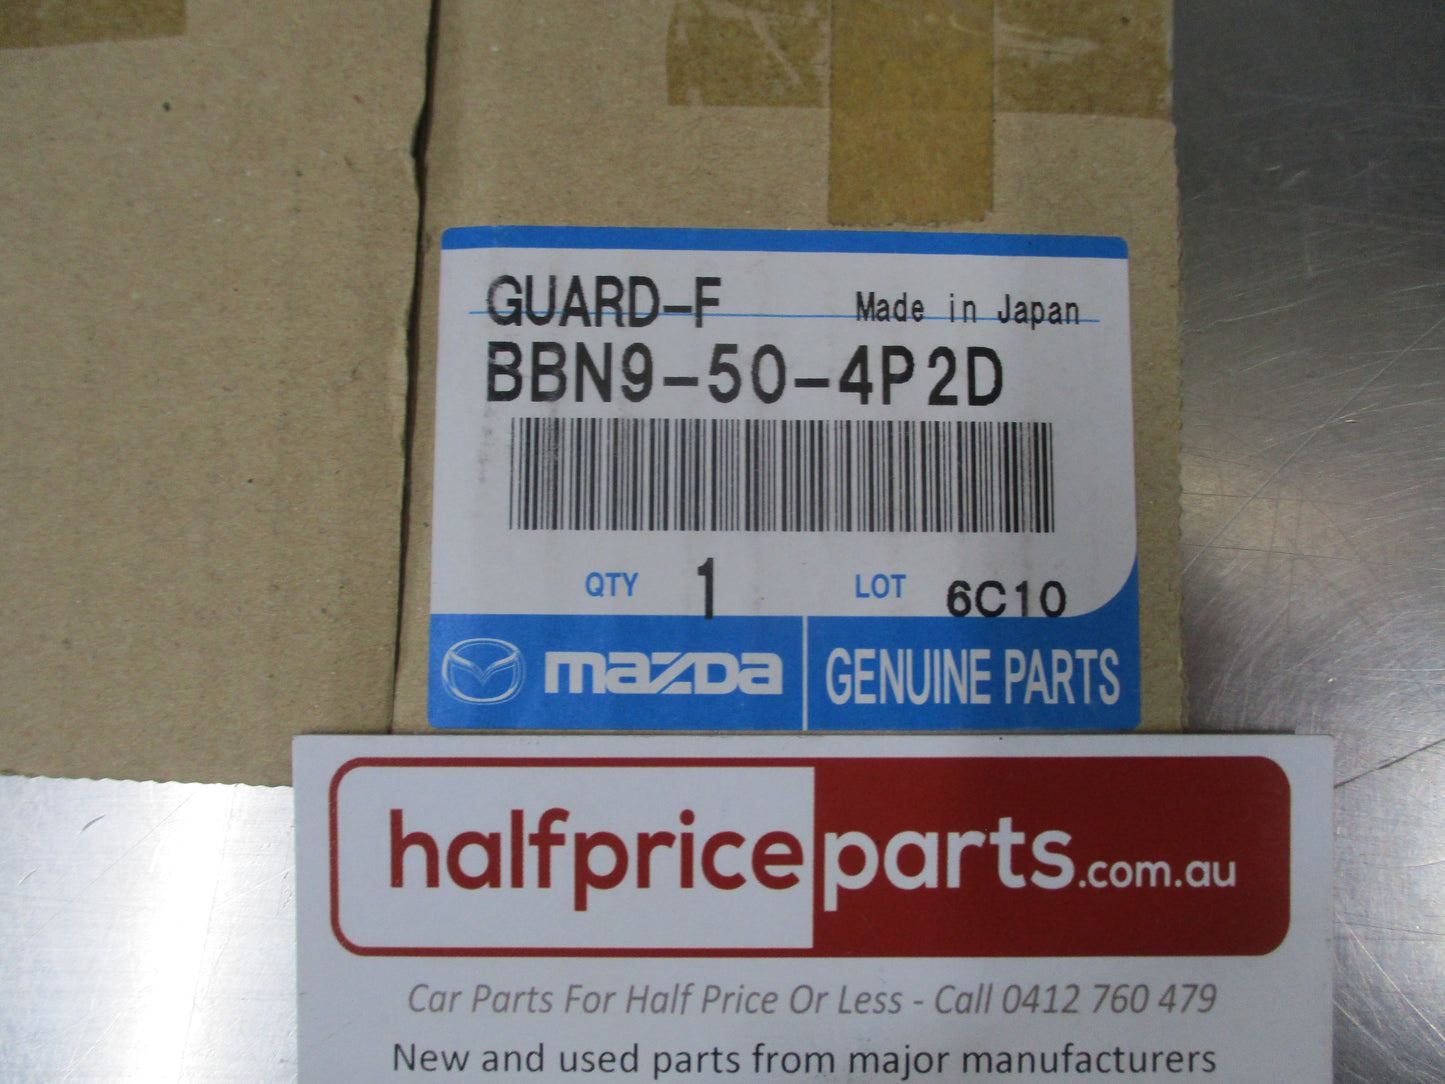 GUARD-F Made in Japan
BBN9-50-4P2D
QTY 1 LOT 6C10
mazda GENUINE PARTS
halfpriceparts.com.au
Car Parts For Half Price Or Less - Call 0412 760 479
New and used parts from major manufacturers